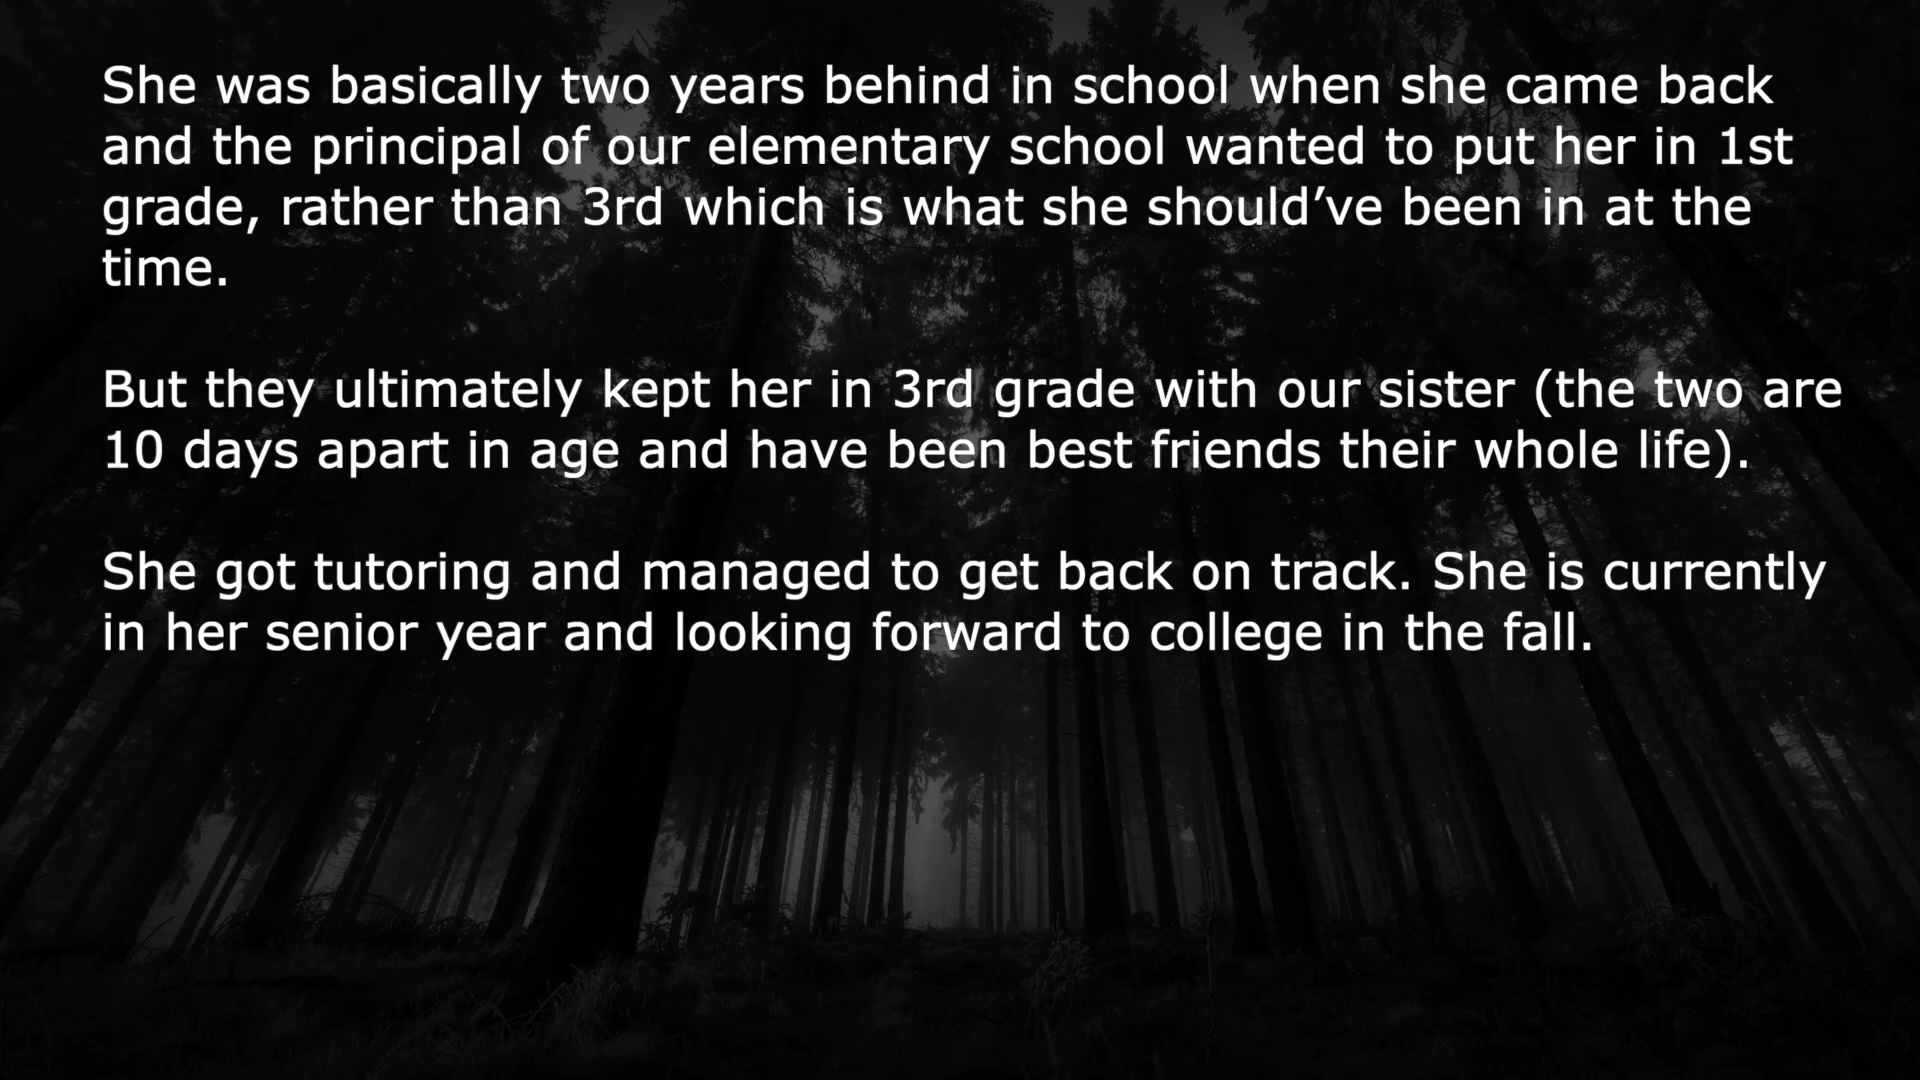 She was basically two years behind in school when she came back
and the principal of our elementary school wanted to put her in 1st
grade, rather than 3rd which is what she should’ve been in at the
time.
But they ultimately kept her in 3rd grade with our sister (the two are
10 days apart in age and have been best friends their whole life).
She got tutoring and managed to get back on track. She is currently
in her senior year and looking forward to college in the fall.